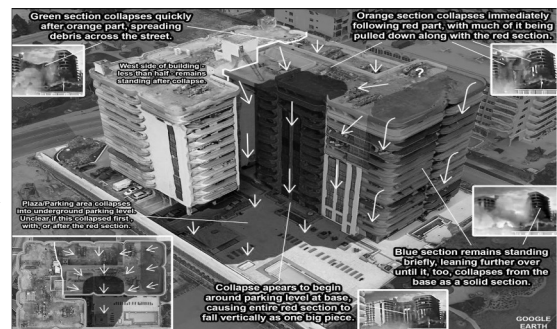 Green section collapses quickly
after orange part, spreading
debris across the street.
Orange section collapses immediately
following red part, with much of it being
pulled down along with the red section.
West side of building -
less than half - remains
standing after collapse.
?
Plaza/Parking area collapses
into underground parking level.
Unclear if this collapsed first
with, or after the red section.
Blue section remains standing
briefly, leaning further over
until it, too, collapses from the
base as a solid section.
Collapse apears to begin
around parking level at base,
causing entire red section to
fall vertically as one big piece.
GOOGLE
EARTH